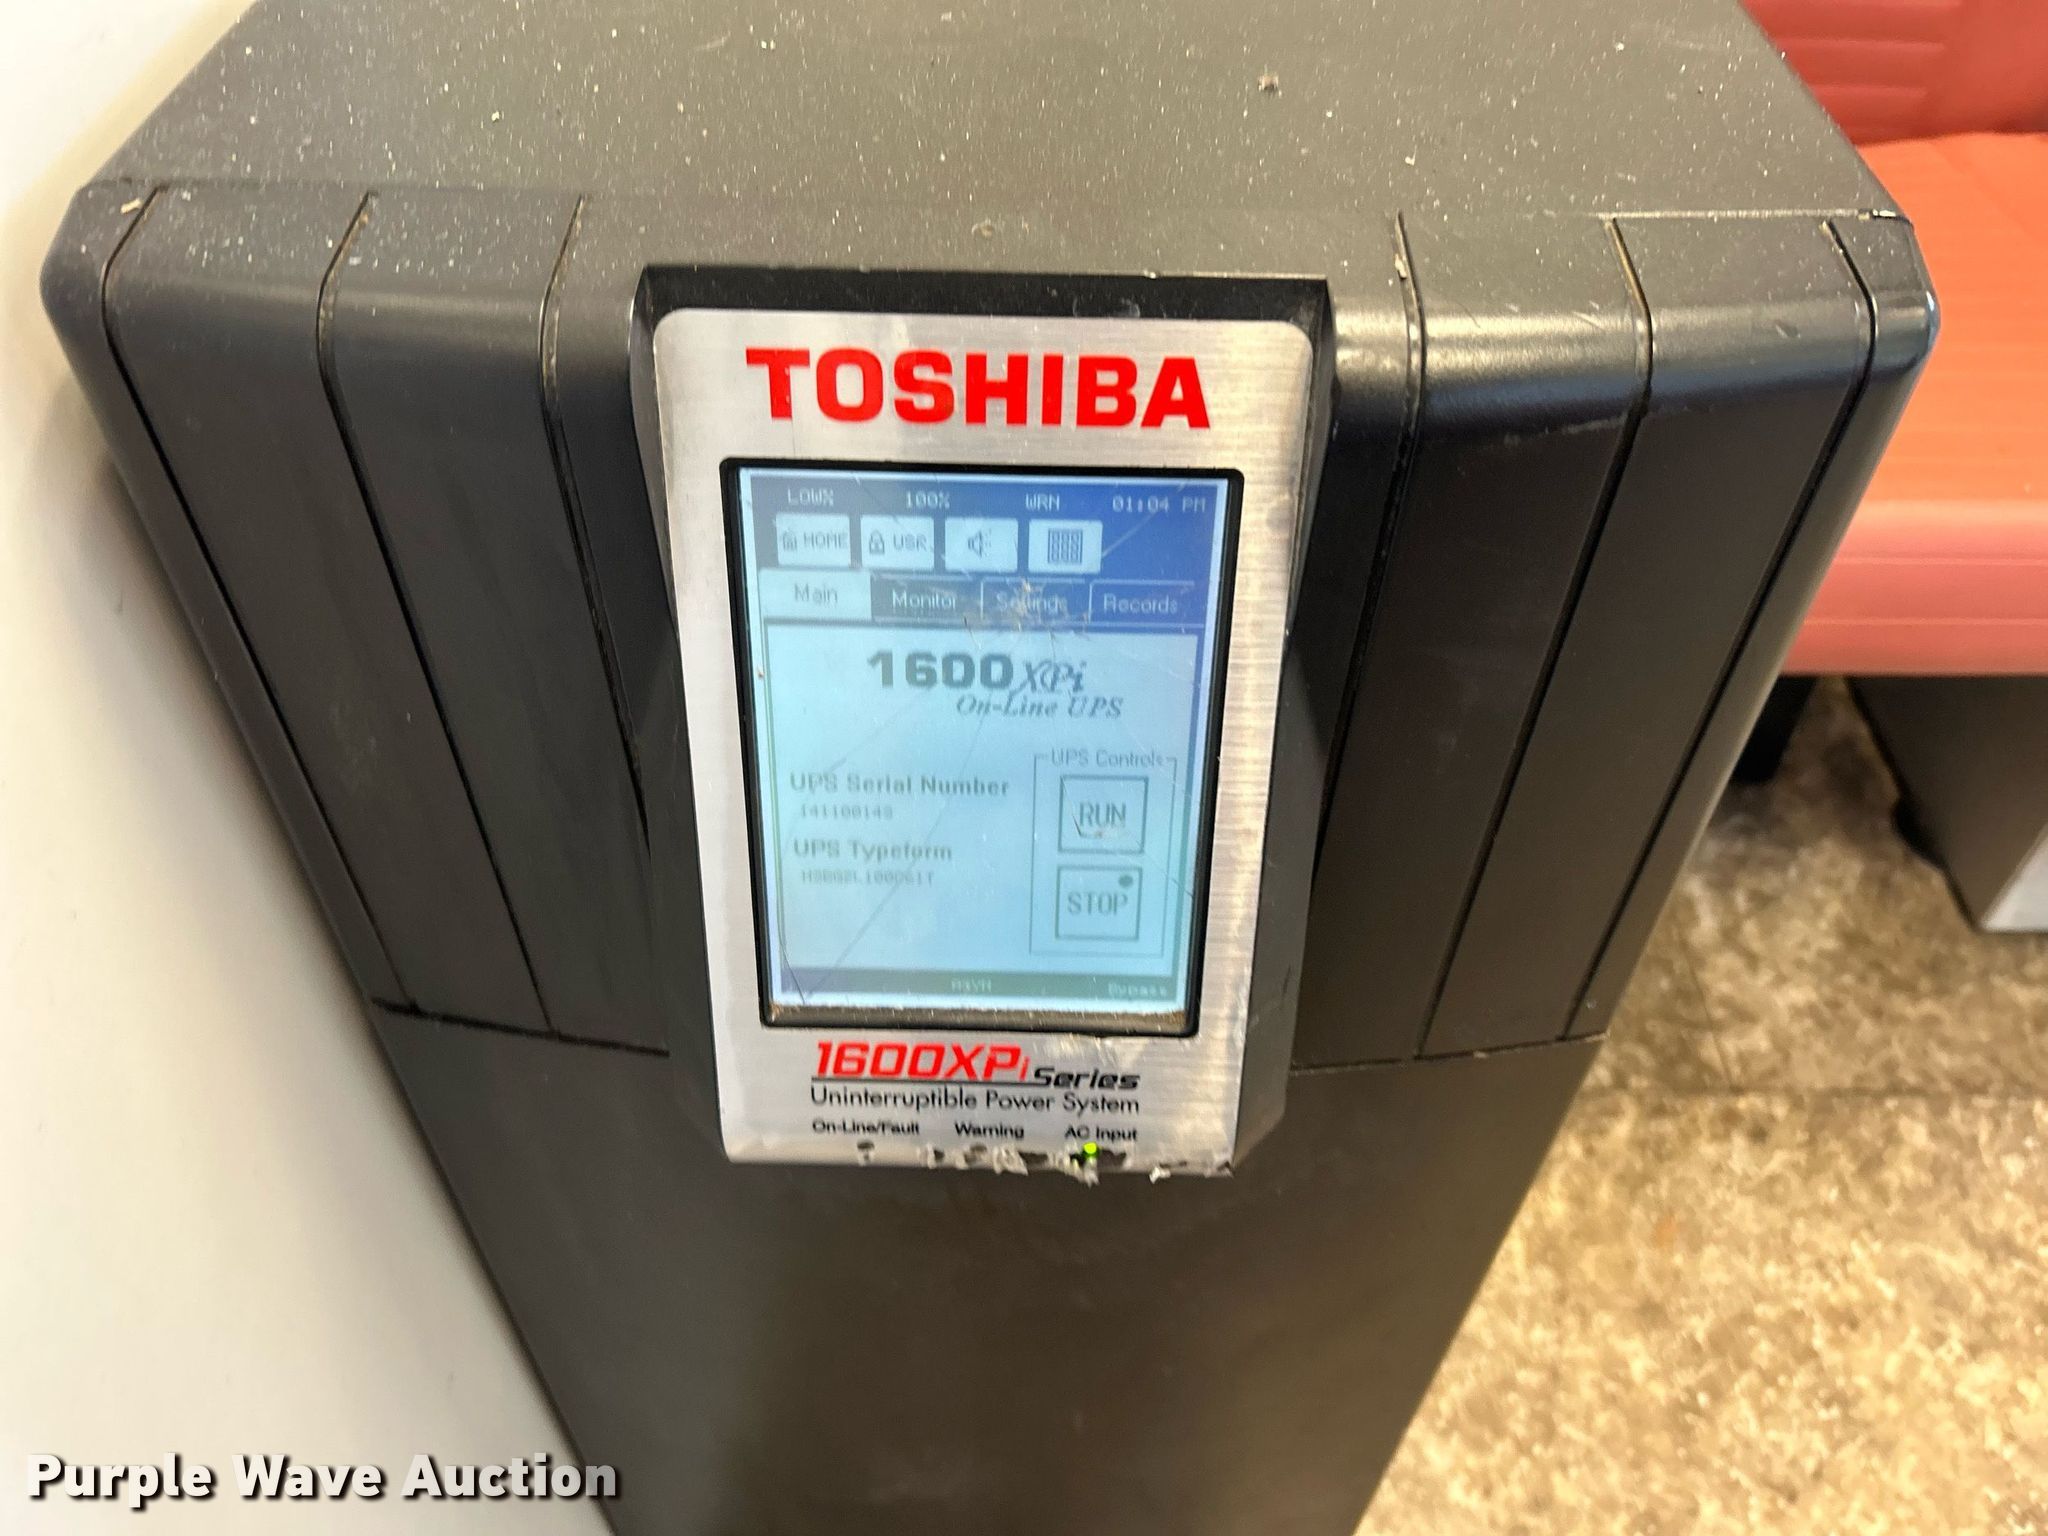 TOSHIBA
LOW% 100% WRN 01:04 PM
HOME USR
Main Monitor Settings Records
1600XPi
On-Line UPS
UPS Controls
UPS Serial Number
RUN
141100143
UPS Typeform
STOP
Bypass
1600XPi Series
Uninterruptible Power System
On-Line/Fault Warning AC Input
Purple Wave Auction